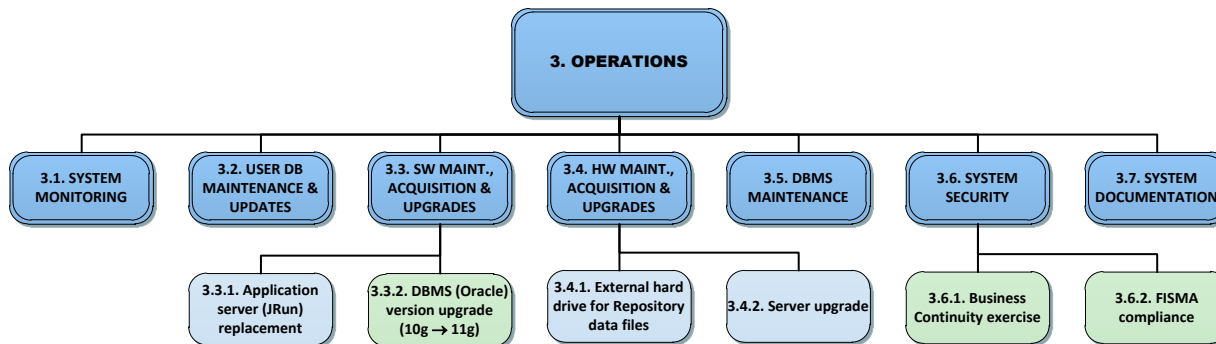 3. OPERATIONS
3.1. SYSTEM
MONITORING
3.2. USER DB
MAINTENANCE &
UPDATES
3.3. SW MAINT.,
ACQUISITION &
UPGRADES
3.4. HW MAINT.,
ACQUISITION &
UPGRADES
3.5. DBMS
MAINTENANCE
3.6. SYSTEM
SECURITY
3.7. SYSTEM
DOCUMENTATION
3.3.1. Application
server (JRun)
replacement
3.3.2. DBMS (Oracle)
version upgrade
(10g → 11g)
3.4.1. External hard
drive for Repository
data files
3.4.2. Server upgrade
3.6.1. Business
Continuity exercise
3.6.2. FISMA
compliance